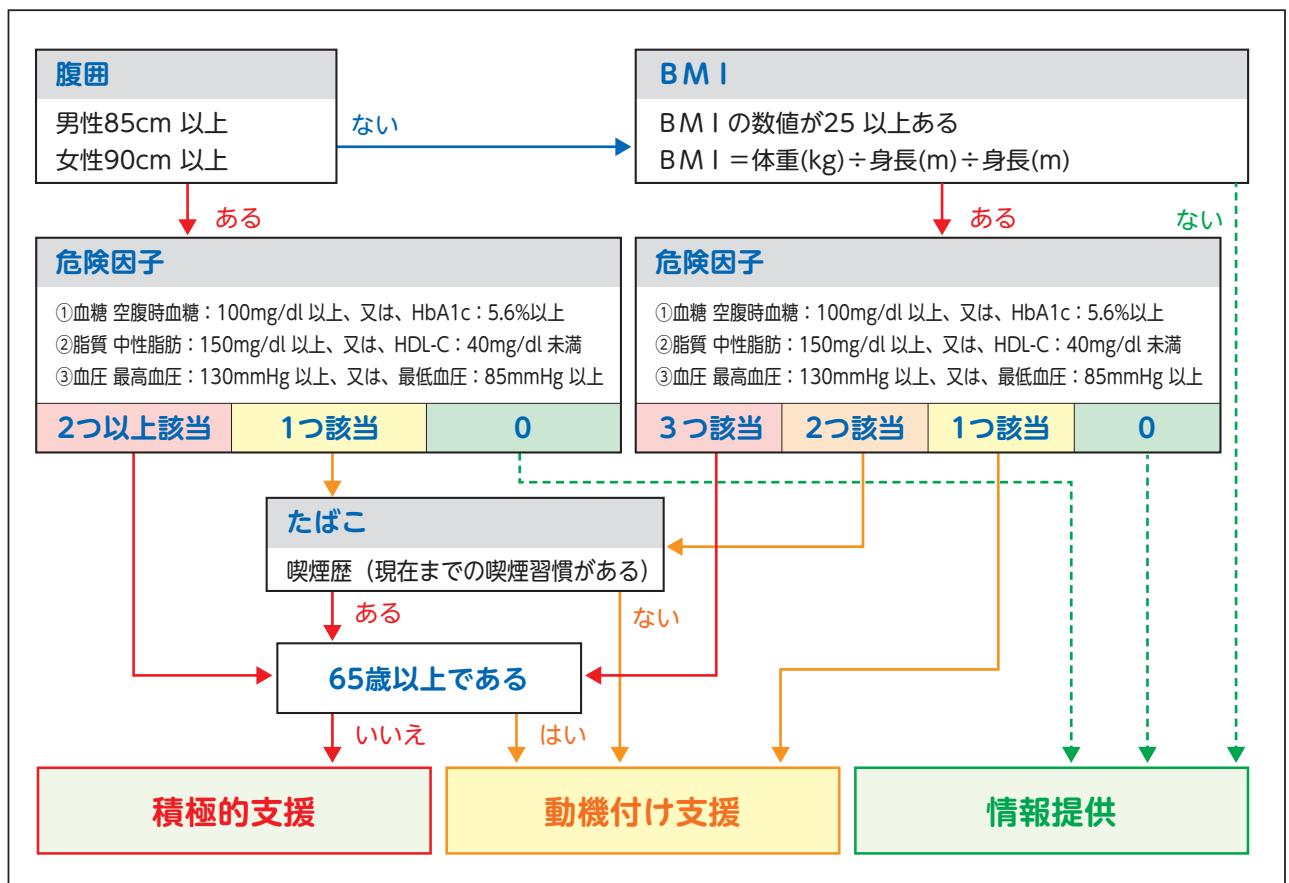 腹囲
男性85cm 以上
女性90cm 以上
ない
BMI
BMIの数値が25 以上ある
BMI＝体重(kg)÷身長(m)÷身長(m)
ある
ある
ない
危険因子
①血糖 空腹時血糖：100mg/dl 以上、又は、HbA1c：5.6%以上
②脂質 中性脂肪：150mg/dl 以上、又は、HDL-C：40mg/dl 未満
③血圧 最高血圧：130mmHg 以上、又は、最低血圧：85mmHg 以上
2つ以上該当 1つ該当 0
危険因子
①血糖 空腹時血糖：100mg/dl 以上、又は、HbA1c：5.6%以上
②脂質 中性脂肪：150mg/dl 以上、又は、HDL-C：40mg/dl 未満
③血圧 最高血圧：130mmHg 以上、又は、最低血圧：85mmHg 以上
3つ該当 2つ該当 1つ該当 0
たばこ
喫煙歴（現在までの喫煙習慣がある）
ある
ない
65歳以上である
いいえ
はい
積極的支援
動機付け支援
情報提供